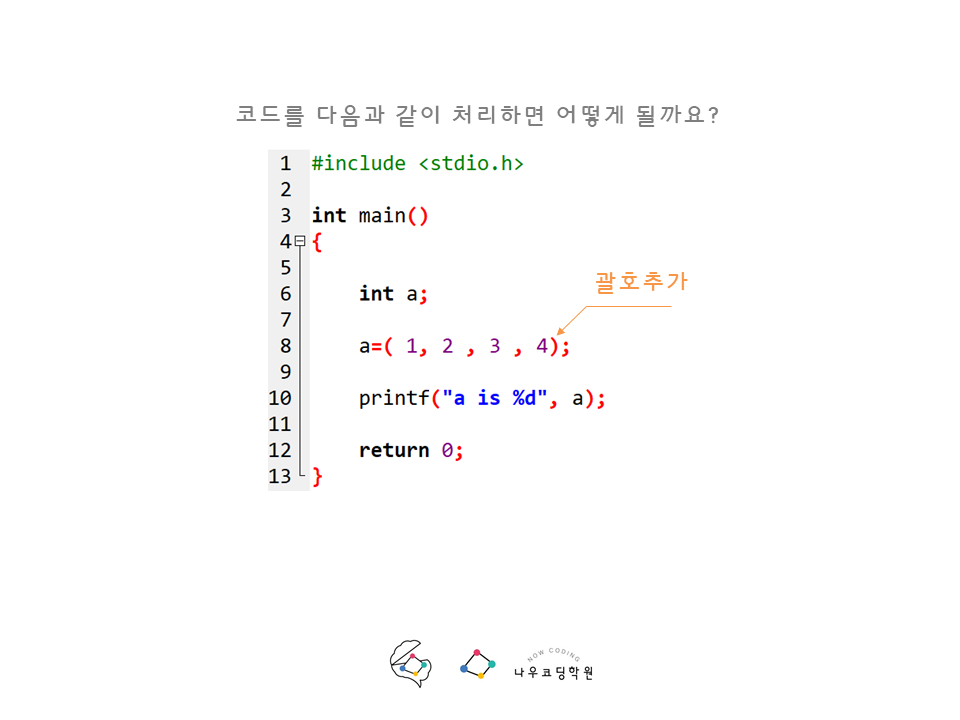 코드를 다음과 같이 처리하면 어떻게 될까요?
1 #include <stdio.h>
2
3 int main()
4 {
5
괄호추가
6 int a;
7
8 a=( 1, 2 , 3 , 4);
9
10 printf("a is %d", a);
11
12 return 0;
13 }
NOW CODING
나우코딩학원